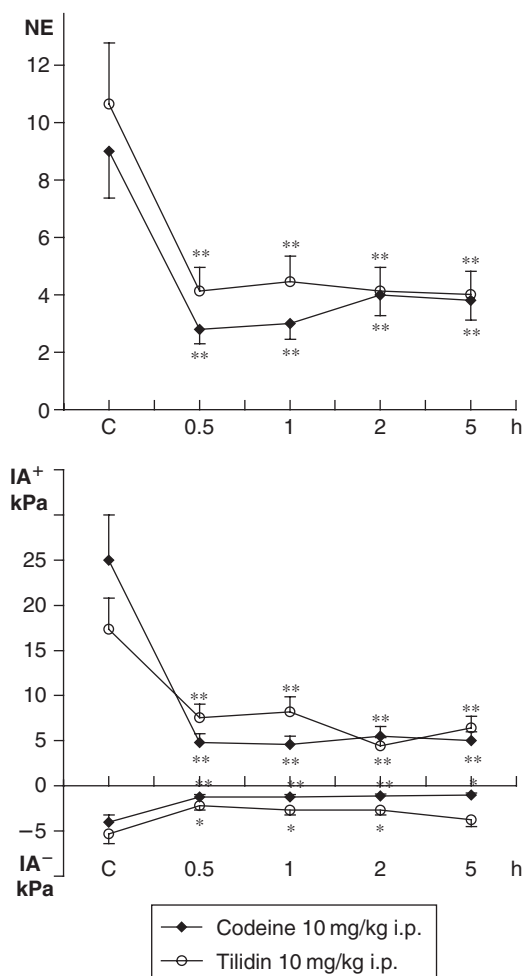 NE
12
10
8
6
4
2
0
** ** ** **
** ** ** **
C 0.5 1 2 5 h
IA+
kPa
25
20
15
10
5
0
−5
IA−
kPa
** ** ** **
** ** ** **
** ** ** *
* * *
C 0.5 1 2 5 h
Codeine 10 mg/kg i.p.
Tilidin 10 mg/kg i.p.